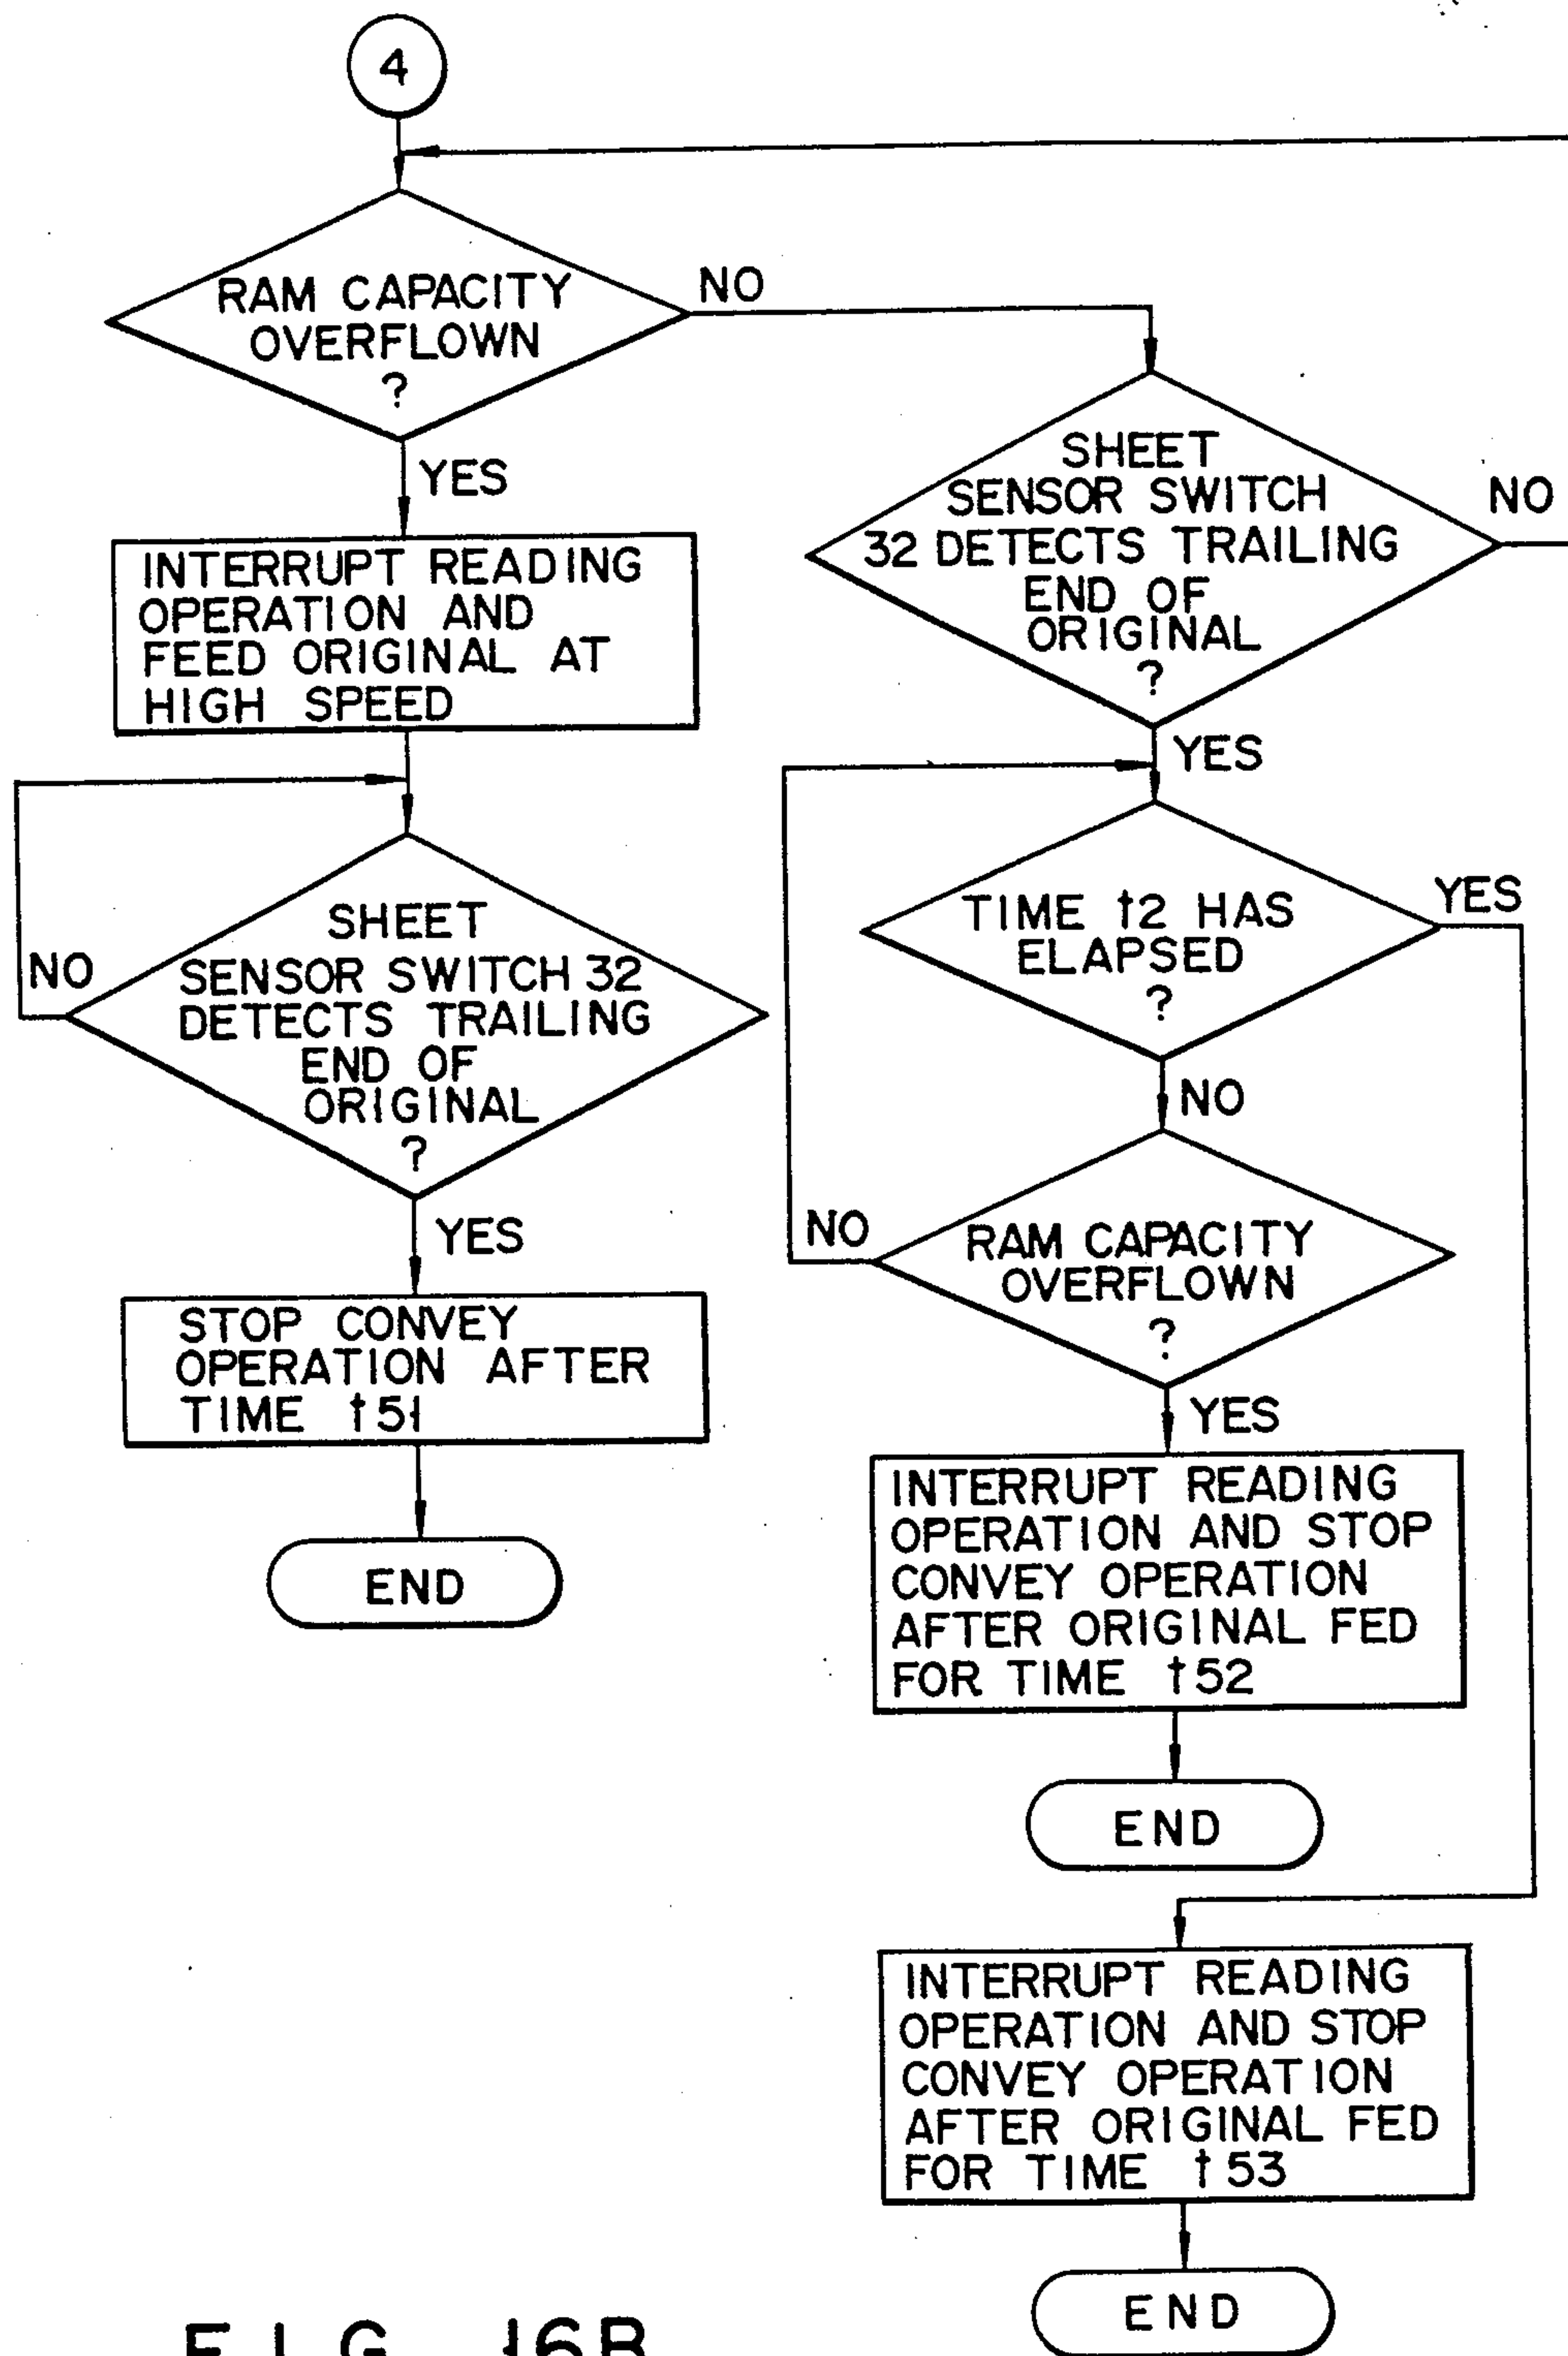 4
RAM CAPACITY
OVERFLOWN
?
NO
YES
INTERRUPT READING
OPERATION AND
FEED ORIGINAL AT
HIGH SPEED
NO
SHEET
SENSOR SWITCH 32
DETECTS TRAILING
END OF
ORIGINAL
?
YES
STOP CONVEY
OPERATION AFTER
TIME t51
END
SHEET
SENSOR SWITCH
32 DETECTS TRAILING
END OF
ORIGINAL
?
NO
YES
TIME t2 HAS
ELAPSED
?
YES
NO
RAM CAPACITY
OVERFLOWN
?
NO
YES
INTERRUPT READING
OPERATION AND STOP
CONVEY OPERATION
AFTER ORIGINAL FED
FOR TIME t52
END
INTERRUPT READING
OPERATION AND STOP
CONVEY OPERATION
AFTER ORIGINAL FED
FOR TIME t53
END
FIG. 16B